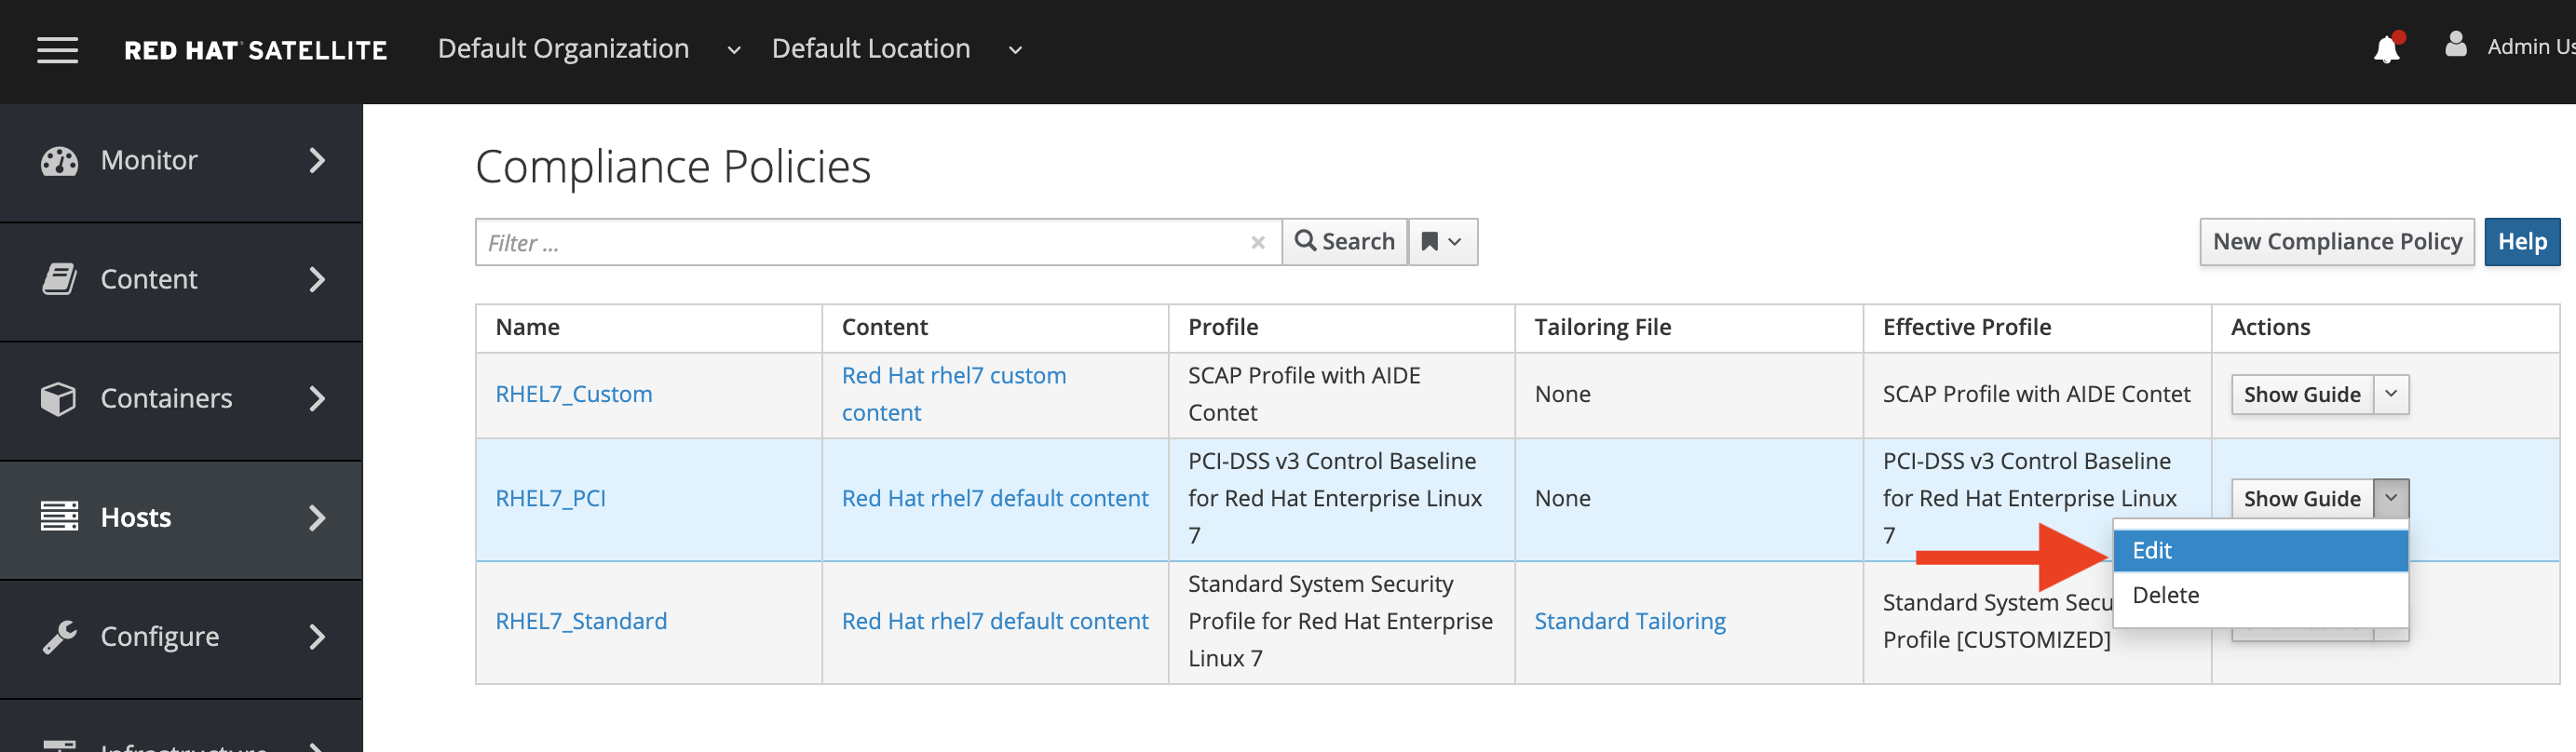 RED HAT SATELLITE Default Organization Default Location Admin
Monitor
Content
Containers
Hosts
Configure
Compliance Policies
Filter ... Search New Compliance Policy Help
Name Content Profile Tailoring File Effective Profile Actions
RHEL7_Custom Red Hat rhel7 custom SCAP Profile with AIDE None SCAP Profile with AIDE Contet Show Guide
content Contet
PCI-DSS v3 Control Baseline PCI-DSS v3 Control Baseline
RHEL7_PCI Red Hat rhel7 default content for Red Hat Enterprise Linux None for Red Hat Enterprise Linux Show Guide
7 7
Edit
Delete
Standard System Security Standard System Secu
RHEL7_Standard Red Hat rhel7 default content Profile for Red Hat Enterprise Standard Tailoring Profile [CUSTOMIZED]
Linux 7